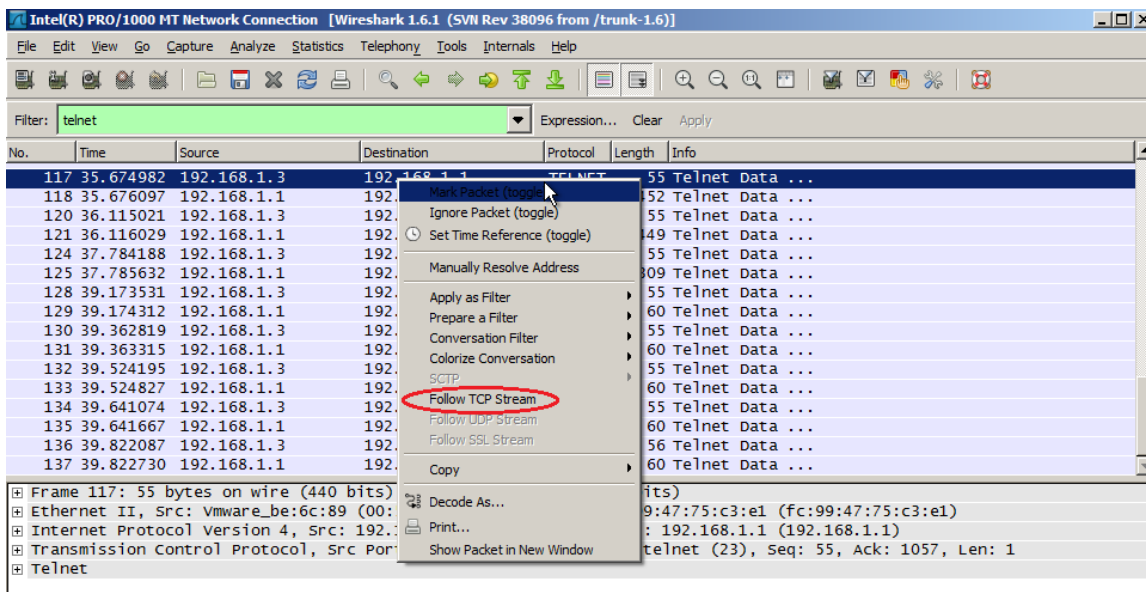 Intel(R) PRO/1000 MT Network Connection [Wireshark 1.6.1 (SVN Rev 38096 from /trunk-1.6)]
File Edit View Go Capture Analyze Statistics Telephony Tools Internals Help
Filter: telnet Expression... Clear Apply
No. Time Source Destination Protocol Length Info
117 35.674982 192.168.1.3 192.168.1.1 TELNET 55 Telnet Data ...
118 35.676097 192.168.1.1 192. 452 Telnet Data ...
120 36.115021 192.168.1.3 192. 55 Telnet Data ...
121 36.116029 192.168.1.1 192. 449 Telnet Data ...
124 37.784188 192.168.1.3 192. 55 Telnet Data ...
125 37.785632 192.168.1.1 192. 309 Telnet Data ...
128 39.173531 192.168.1.3 192. 55 Telnet Data ...
129 39.174312 192.168.1.1 192. 60 Telnet Data ...
130 39.362819 192.168.1.3 192. 55 Telnet Data ...
131 39.363315 192.168.1.1 192. 60 Telnet Data ...
132 39.524195 192.168.1.3 192. 55 Telnet Data ...
133 39.524827 192.168.1.1 192. 60 Telnet Data ...
134 39.641074 192.168.1.3 192. 55 Telnet Data ...
135 39.641667 192.168.1.1 192. 60 Telnet Data ...
136 39.822087 192.168.1.3 192. 56 Telnet Data ...
137 39.822730 192.168.1.1 192. 60 Telnet Data ...
Mark Packet (toggle)
Ignore Packet (toggle)
Set Time Reference (toggle)
Manually Resolve Address
Apply as Filter
Prepare a Filter
Conversation Filter
Colorize Conversation
SCTP
Follow TCP Stream
Follow UDP Stream
Follow SSL Stream
Copy
Decode As...
Print...
Show Packet in New Window
Frame 117: 55 bytes on wire (440 bits) its)
Ethernet II, Src: Vmware_be:6c:89 (00: 9:47:75:c3:e1 (fc:99:47:75:c3:e1)
Internet Protocol Version 4, Src: 192. : 192.168.1.1 (192.168.1.1)
Transmission Control Protocol, Src Por telnet (23), Seq: 55, Ack: 1057, Len: 1
Telnet